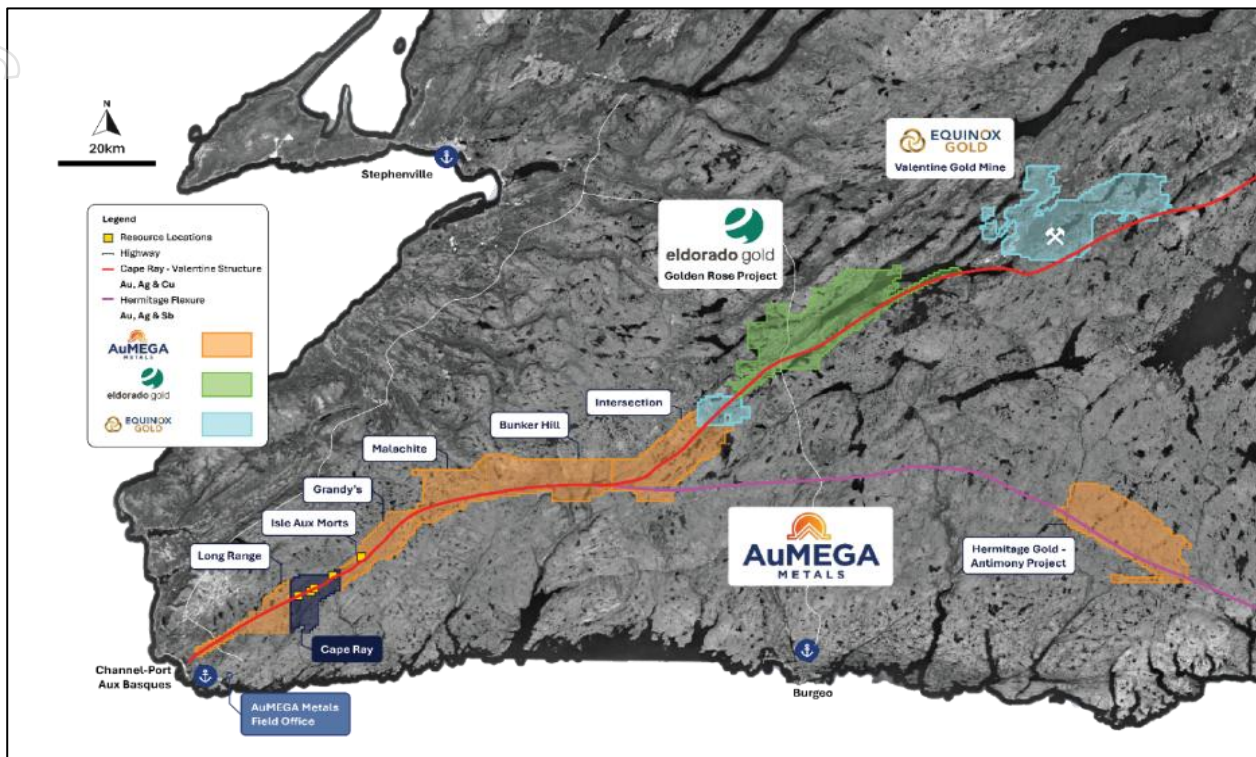 N
20km
Stephenville
EQUINOX
GOLD
Valentine Gold Mine
eldorado gold
Golden Rose Project
Legend
Resource Locations
Highway
Cape Ray - Valentine Structure
Au, Ag & Cu
Hermitage Flexure
Au, Ag & Sb
AuMEGA
METALS
eldorado gold
EQUINOX
GOLD
Intersection
Bunker Hill
Malachite
Grandy's
Isle Aux Morts
Long Range
Cape Ray
AuMEGA
METALS
Hermitage Gold -
Antimony Project
Channel-Port
Aux Basques
AuMEGA Metals
Field Office
Burgeo